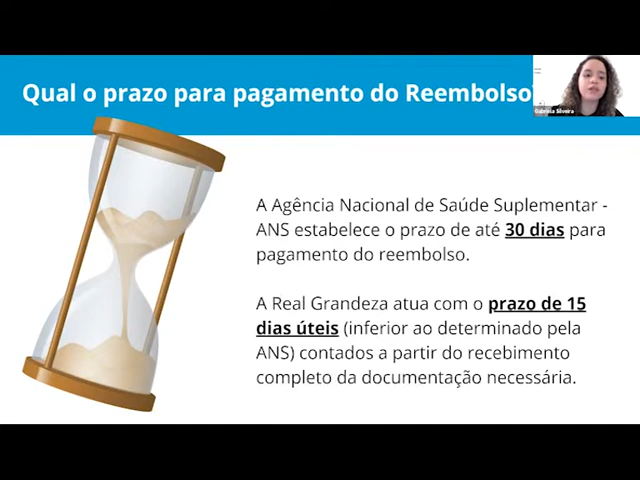 Qual o prazo para pagamento do Reembolso
Gabriela Silveira
A Agência Nacional de Saúde Suplementar -
ANS estabelece o prazo de até 30 dias para
pagamento do reembolso.
A Real Grandeza atua com o prazo de 15
dias úteis (inferior ao determinado pela
ANS) contados a partir do recebimento
completo da documentação necessária.